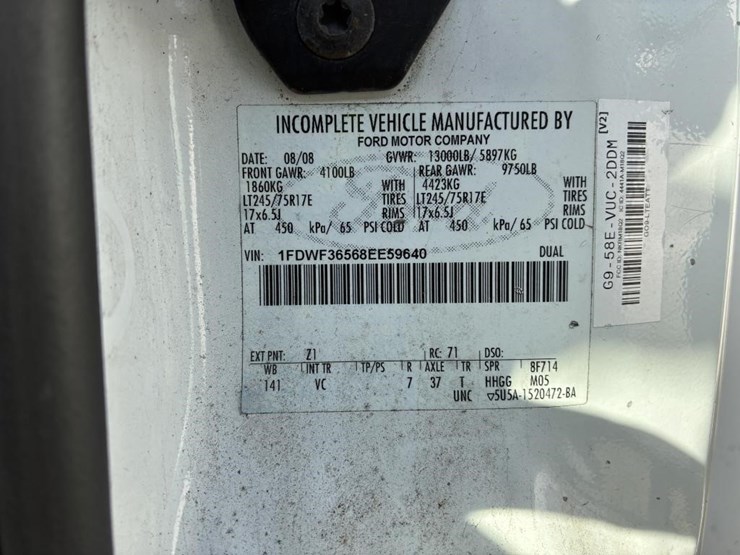 INCOMPLETE VEHICLE MANUFACTURED BY
FORD MOTOR COMPANY
DATE: 08/08 GVWR: 13000LB/ 5897KG
FRONT GAWR: 4100LB REAR GAWR: 9750LB
1860KG WITH 4423KG WITH
LT245/75R17E TIRES LT245/75R17E TIRES
17x6.5J RIMS 17x6.5J RIMS
AT 450 kPa/ 65 PSI COLD AT 450 kPa/ 65 PSI COLD
VIN: 1FDWF36568EE59640 DUAL
EXT PNT: Z1 RC: 71 DSO:
WB INT TR TP/PS R AXLE TR SPR 8F714
141 VC 7 37 T HHGG M05
UNC ▽5U5A-1520472-BA
G9-58E-VUC-2DDM [V2]